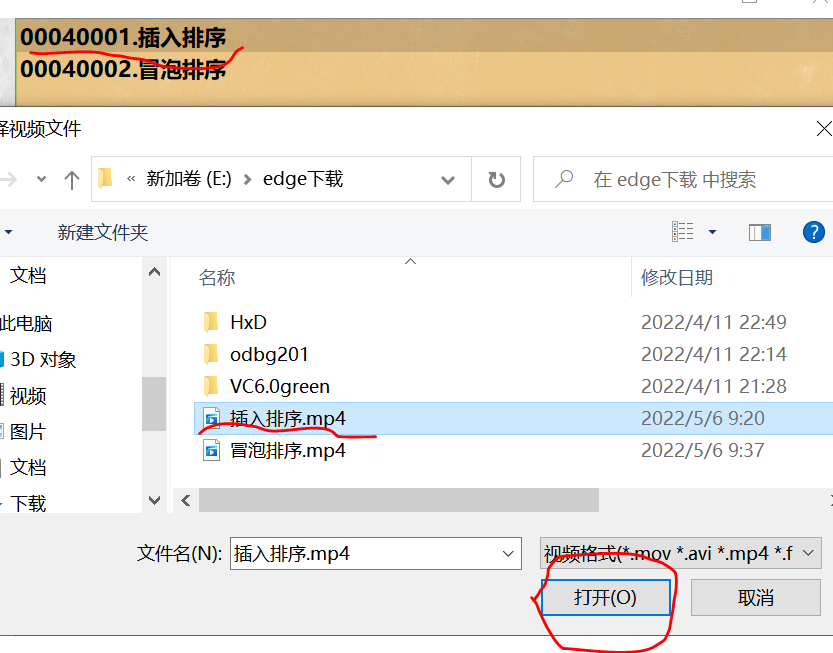 00040001.插入排序
00040002.冒泡排序
择视频文件
« 新加卷 (E:) › edge下载
在 edge下载 中搜索
新建文件夹
?
文档
此电脑
3D 对象
视频
图片
文档
下载
名称 修改日期
HxD 2022/4/11 22:49
odbg201 2022/4/11 22:14
VC6.0green 2022/4/11 21:28
插入排序.mp4 2022/5/6 9:20
冒泡排序.mp4 2022/5/6 9:37
文件名(N): 插入排序.mp4 视频格式(*.mov *.avi *.mp4 *.f
打开(O) 取消